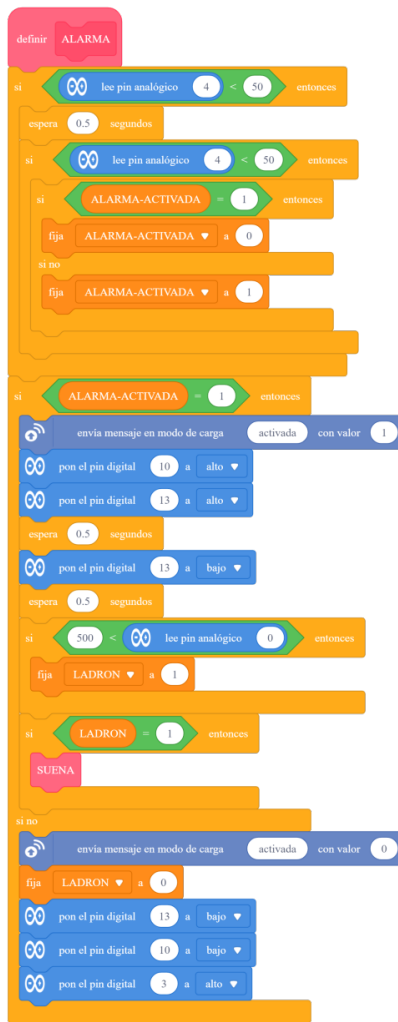 definir ALARMA
si lee pin analógico 4 < 50 entonces
espera 0.5 segundos
si lee pin analógico 4 < 50 entonces
si ALARMA-ACTIVADA = 1 entonces
fija ALARMA-ACTIVADA a 0
si no
fija ALARMA-ACTIVADA a 1
si ALARMA-ACTIVADA = 1 entonces
envía mensaje en modo de carga activada con valor 1
pon el pin digital 10 a alto
pon el pin digital 13 a alto
espera 0.5 segundos
pon el pin digital 13 a bajo
espera 0.5 segundos
si 500 < lee pin analógico 0 entonces
fija LADRON a 1
si LADRON = 1 entonces
SUENA
si no
envía mensaje en modo de carga activada con valor 0
fija LADRON a 0
pon el pin digital 13 a bajo
pon el pin digital 10 a bajo
pon el pin digital 3 a alto